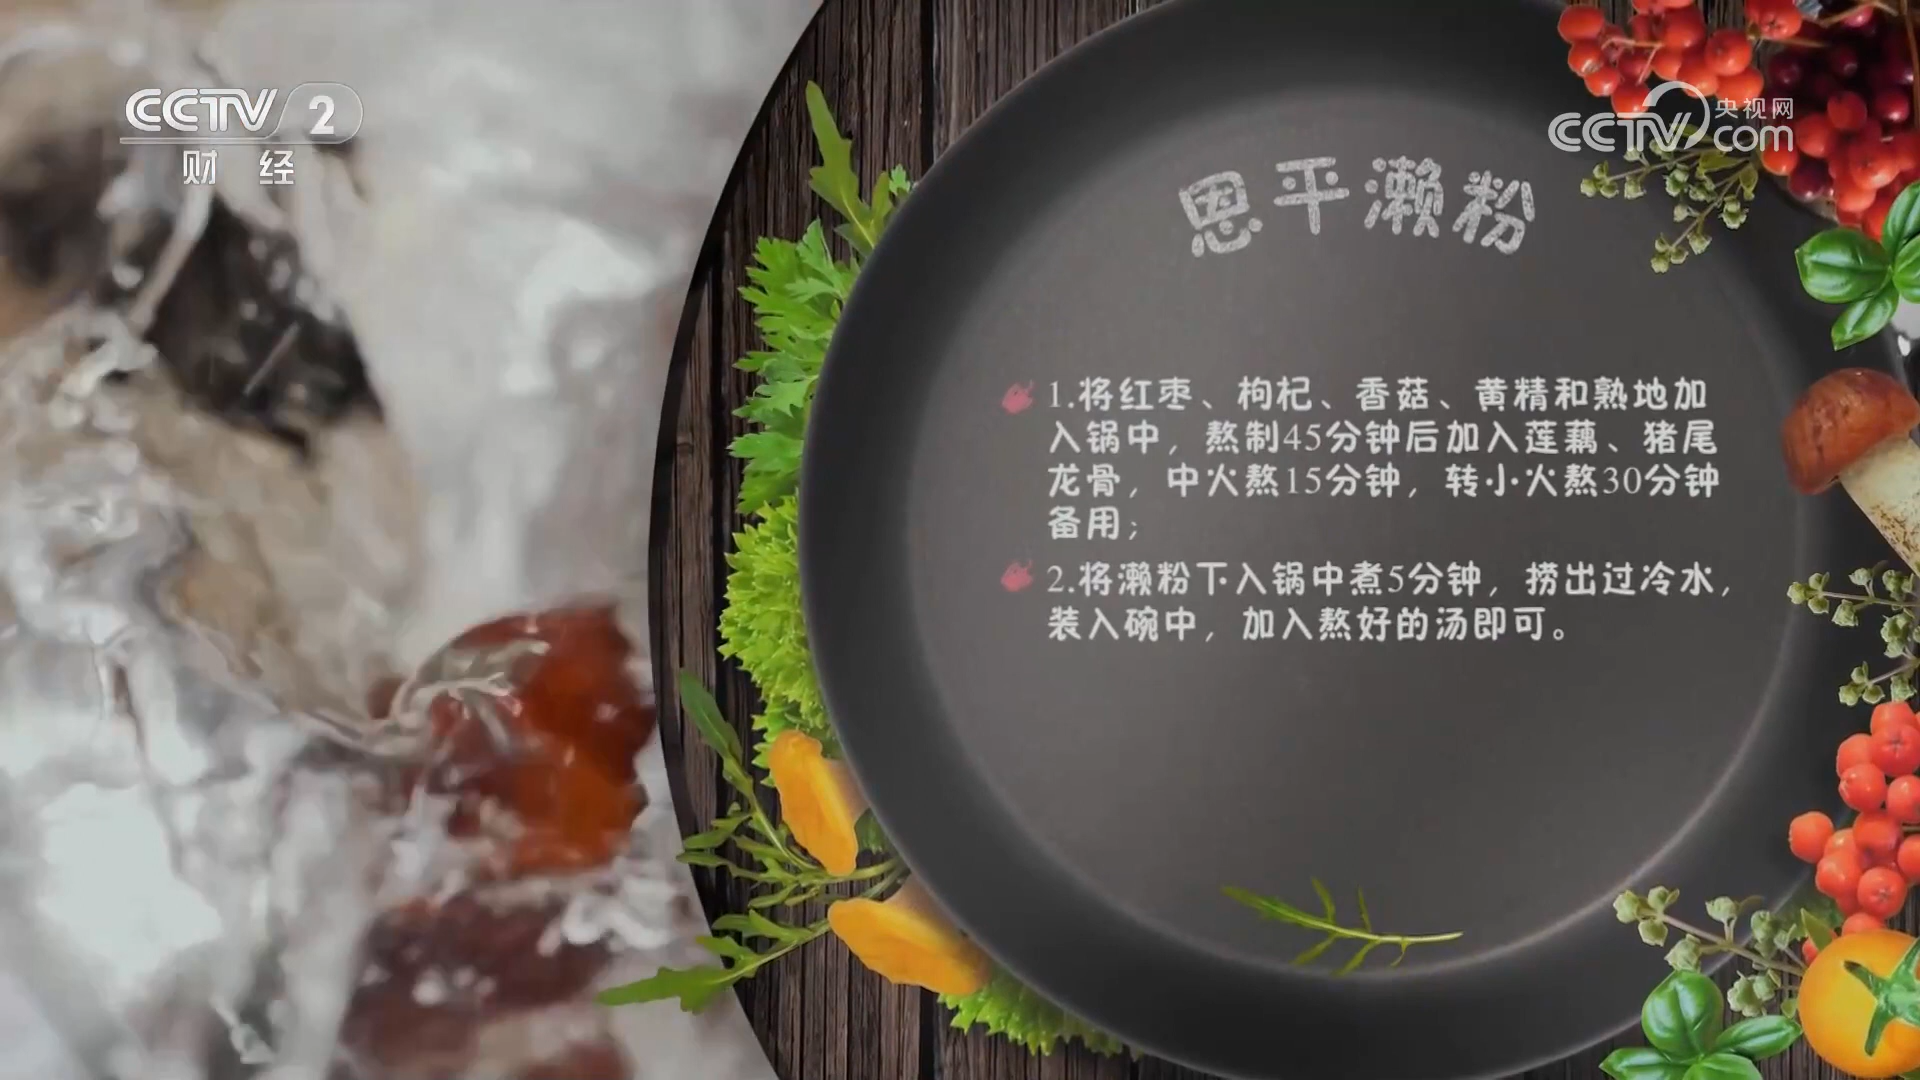 CCTV 2
财经
央视网
CCTV.com
恩平濑粉
1.将红枣、枸杞、香菇、黄精和熟地加
入锅中，熬制45分钟后加入莲藕、猪尾
龙骨，中火熬15分钟，转小火熬30分钟
备用；
2.将濑粉下入锅中煮5分钟，捞出过冷水，
装入碗中，加入熬好的汤即可。